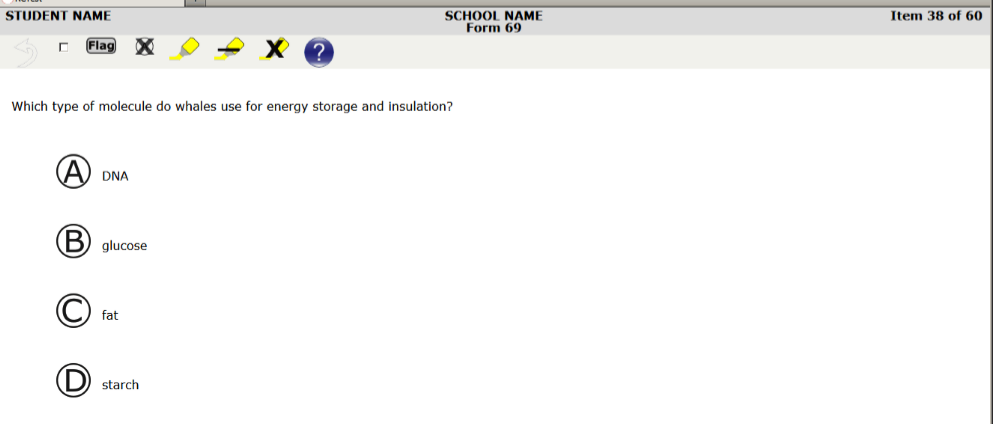 STUDENT NAME SCHOOL NAME Item 38 of 60
Form 69
Flag
?
Which type of molecule do whales use for energy storage and insulation?
A DNA
B glucose
C fat
D starch